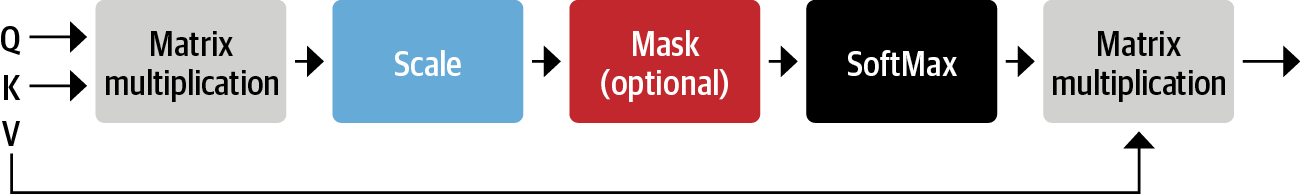 Q
K
V
Matrix
multiplication
Scale
Mask
(optional)
SoftMax
Matrix
multiplication